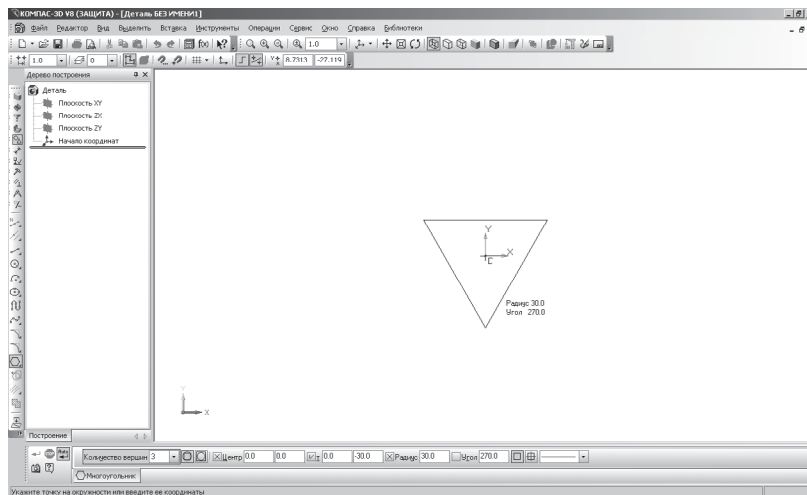 КОМПАС-3D V8 (ЗАЩИТА) - [Деталь БЕЗ ИМЕНИ1]
Файл Редактор Вид Выделить Вставка Инструменты Операции Сервис Окно Справка Библиотеки
1.0
1.0 0 8.7313 -27.119
Дерево построения
Деталь
Плоскость XY
Плоскость ZX
Плоскость ZY
Начало координат
Y
X
Радиус 30.0
Угол 270.0
Y
X
Построение
Количество вершин 3 Центр 0.0 0.0 т 0.0 -30.0 Радиус 30.0 Угол 270.0
Многоугольник
Укажите точку на окружности или введите ее координаты